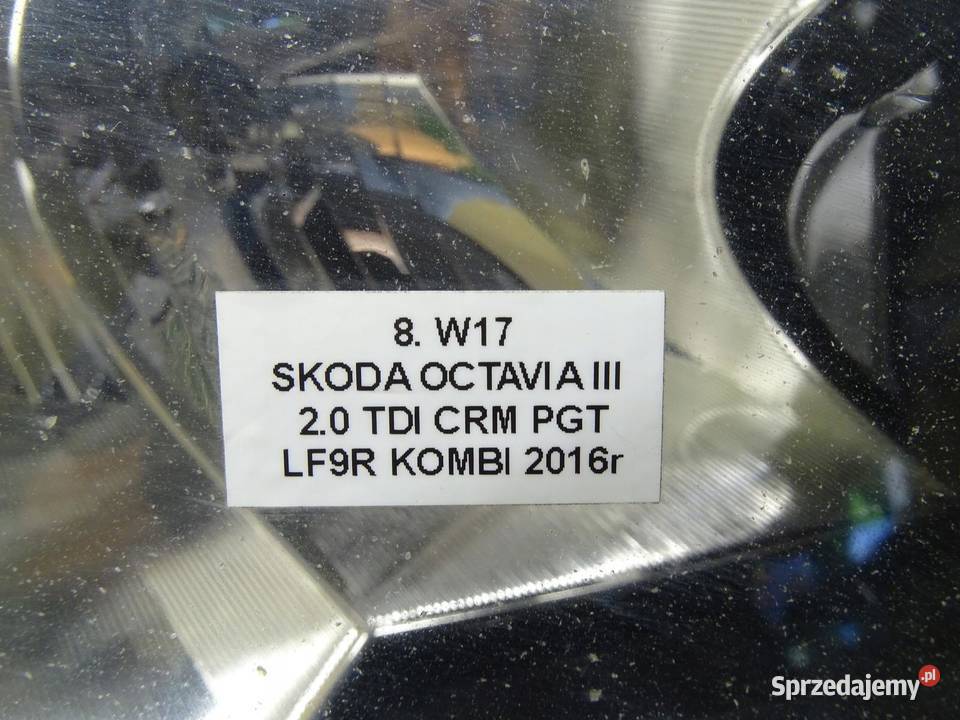 8. W17
SKODA OCTAVIA III
2.0 TDI CRM PGT
LF9R KOMBI 2016r
Sprzedajemy.pl